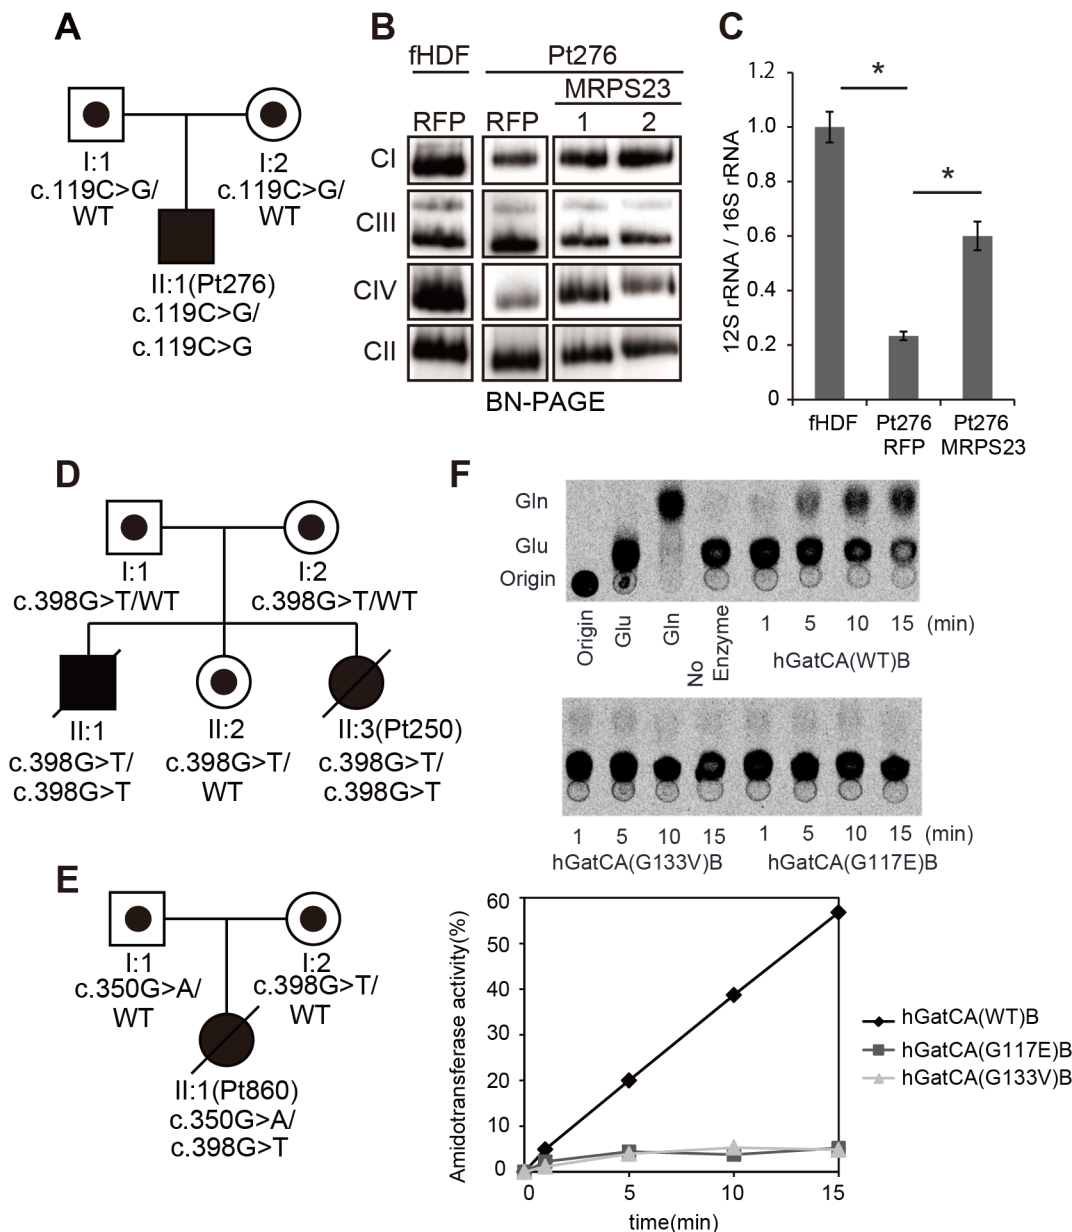 A
I:1
c.119C>G/
WT
I:2
c.119C>G/
WT
II:1(Pt276)
c.119C>G/
c.119C>G
B
fHDF
Pt276
MRPS23
RFP
RFP
1
2
CI
CIII
CIV
CII
BN-PAGE
C
12S rRNA / 16S rRNA
1.2
1.0
0.8
0.6
0.4
0.2
0
*
*
fHDF
Pt276
RFP
Pt276
MRPS23
D
I:1
c.398G>T/WT
I:2
c.398G>T/WT
II:1
c.398G>T/
c.398G>T
II:2
c.398G>T/
WT
II:3(Pt250)
c.398G>T/
c.398G>T
E
I:1
c.350G>A/
WT
I:2
c.398G>T/
WT
II:1(Pt860)
c.350G>A/
c.398G>T
F
Gln
Glu
Origin
Origin
Glu
Gln
No
Enzyme
1 5 10 15 (min)
hGatCA(WT)B
1 5 10 15 1 5 10 15 (min)
hGatCA(G133V)B hGatCA(G117E)B
Amidotransferase activity(%)
60
50
40
30
20
10
0
0 5 10 15
time(min)
hGatCA(WT)B
hGatCA(G117E)B
hGatCA(G133V)B